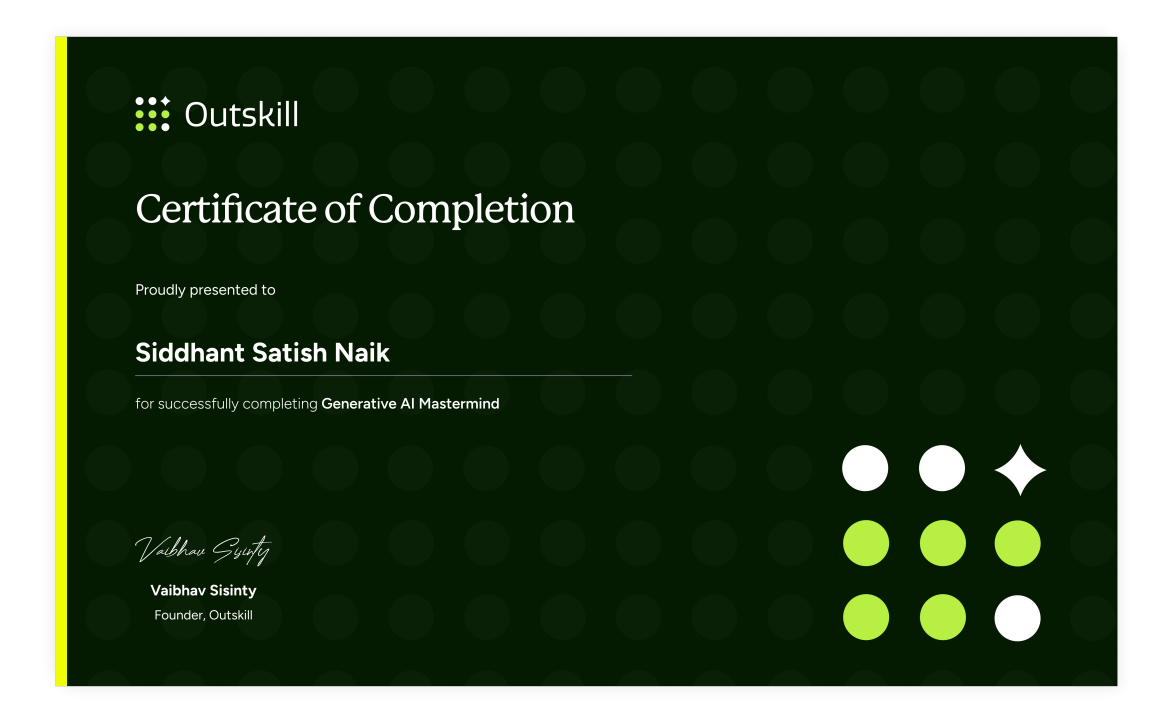 Outskill
Certificate of Completion
Proudly presented to
Siddhant Satish Naik
for successfully completing Generative AI Mastermind
Vaibhav Sisinty
Vaibhav Sisinty
Founder, Outskill